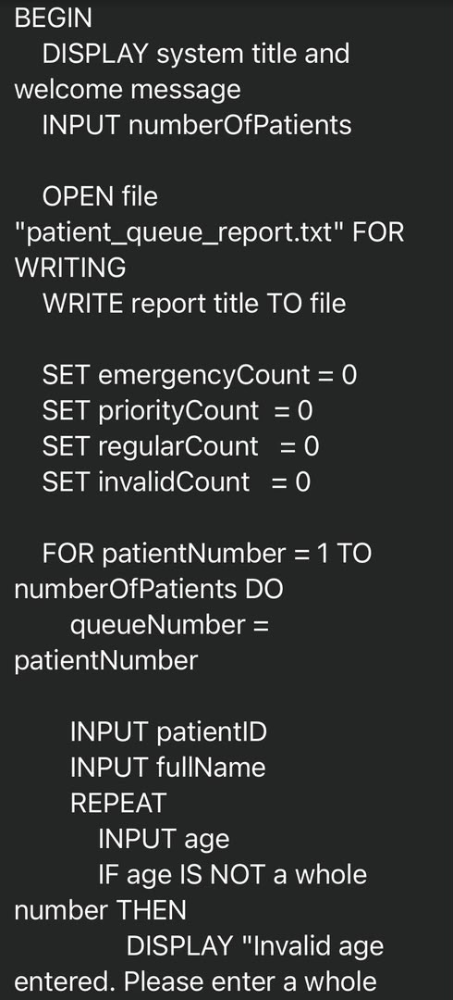 BEGIN
DISPLAY system title and
welcome message
INPUT numberOfPatients
OPEN file
"patient_queue_report.txt" FOR
WRITING
WRITE report title TO file
SET emergencyCount = 0
SET priorityCount  = 0
SET regularCount   = 0
SET invalidCount   = 0
FOR patientNumber = 1 TO
numberOfPatients DO
queueNumber =
patientNumber
INPUT patientID
INPUT fullName
REPEAT
INPUT age
IF age IS NOT a whole
number THEN
DISPLAY "Invalid age
entered. Please enter a whole